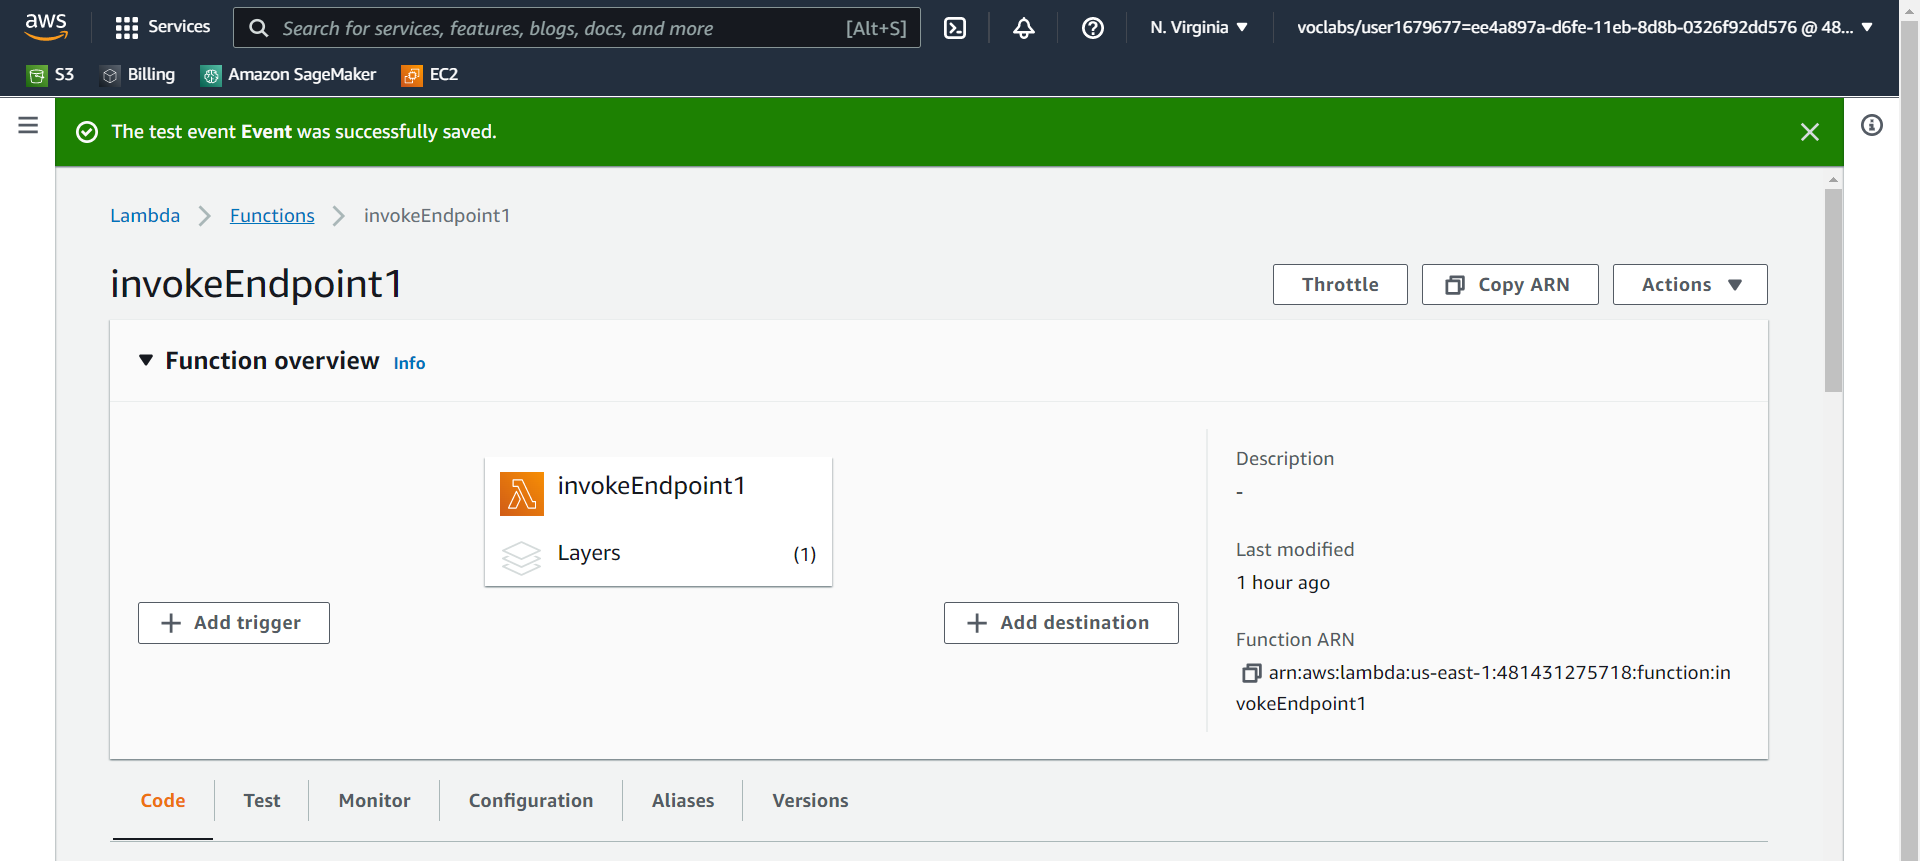 aws Services Search for services, features, blogs, docs, and more [Alt+S] N. Virginia voclabs/user1679677=ee4a897a-d6fe-11eb-8d8b-0326f92dd576 @ 48...
S3 Billing Amazon SageMaker EC2
The test event Event was successfully saved.
Lambda Functions invokeEndpoint1
invokeEndpoint1
Throttle Copy ARN Actions
Function overview Info
invokeEndpoint1
Layers (1)
Add trigger
Add destination
Description
-
Last modified
1 hour ago
Function ARN
arn:aws:lambda:us-east-1:481431275718:function:in
vokeEndpoint1
Code Test Monitor Configuration Aliases Versions